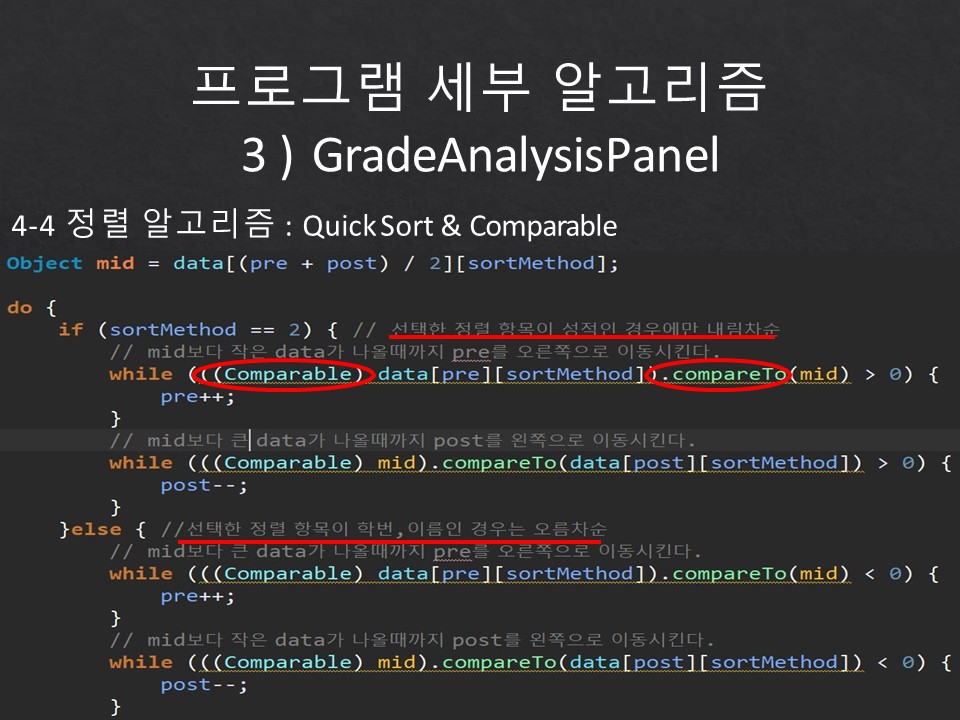 프로그램 세부 알고리즘
3 ) GradeAnalysisPanel
4-4 정렬 알고리즘 : Quick Sort & Comparable
Object mid = data[(pre + post) / 2][sortMethod];
do {
if (sortMethod == 2) { // 선택한 정렬 항목이 성적인 경우에만 내림차순
// mid보다 작은 data가 나올때까지 pre를 오른쪽으로 이동시킨다.
while (((Comparable) data[pre][sortMethod]).compareTo(mid) > 0) {
pre++;
}
// mid보다 큰 data가 나올때까지 post를 왼쪽으로 이동시킨다.
while (((Comparable) mid).compareTo(data[post][sortMethod]) > 0) {
post--;
}
}else { //선택한 정렬 항목이 학번,이름인 경우는 오름차순
// mid보다 큰 data가 나올때까지 pre를 오른쪽으로 이동시킨다.
while (((Comparable) data[pre][sortMethod]).compareTo(mid) < 0) {
pre++;
}
// mid보다 작은 data가 나올때까지 post를 왼쪽으로 이동시킨다.
while (((Comparable) mid).compareTo(data[post][sortMethod]) < 0) {
post--;
}